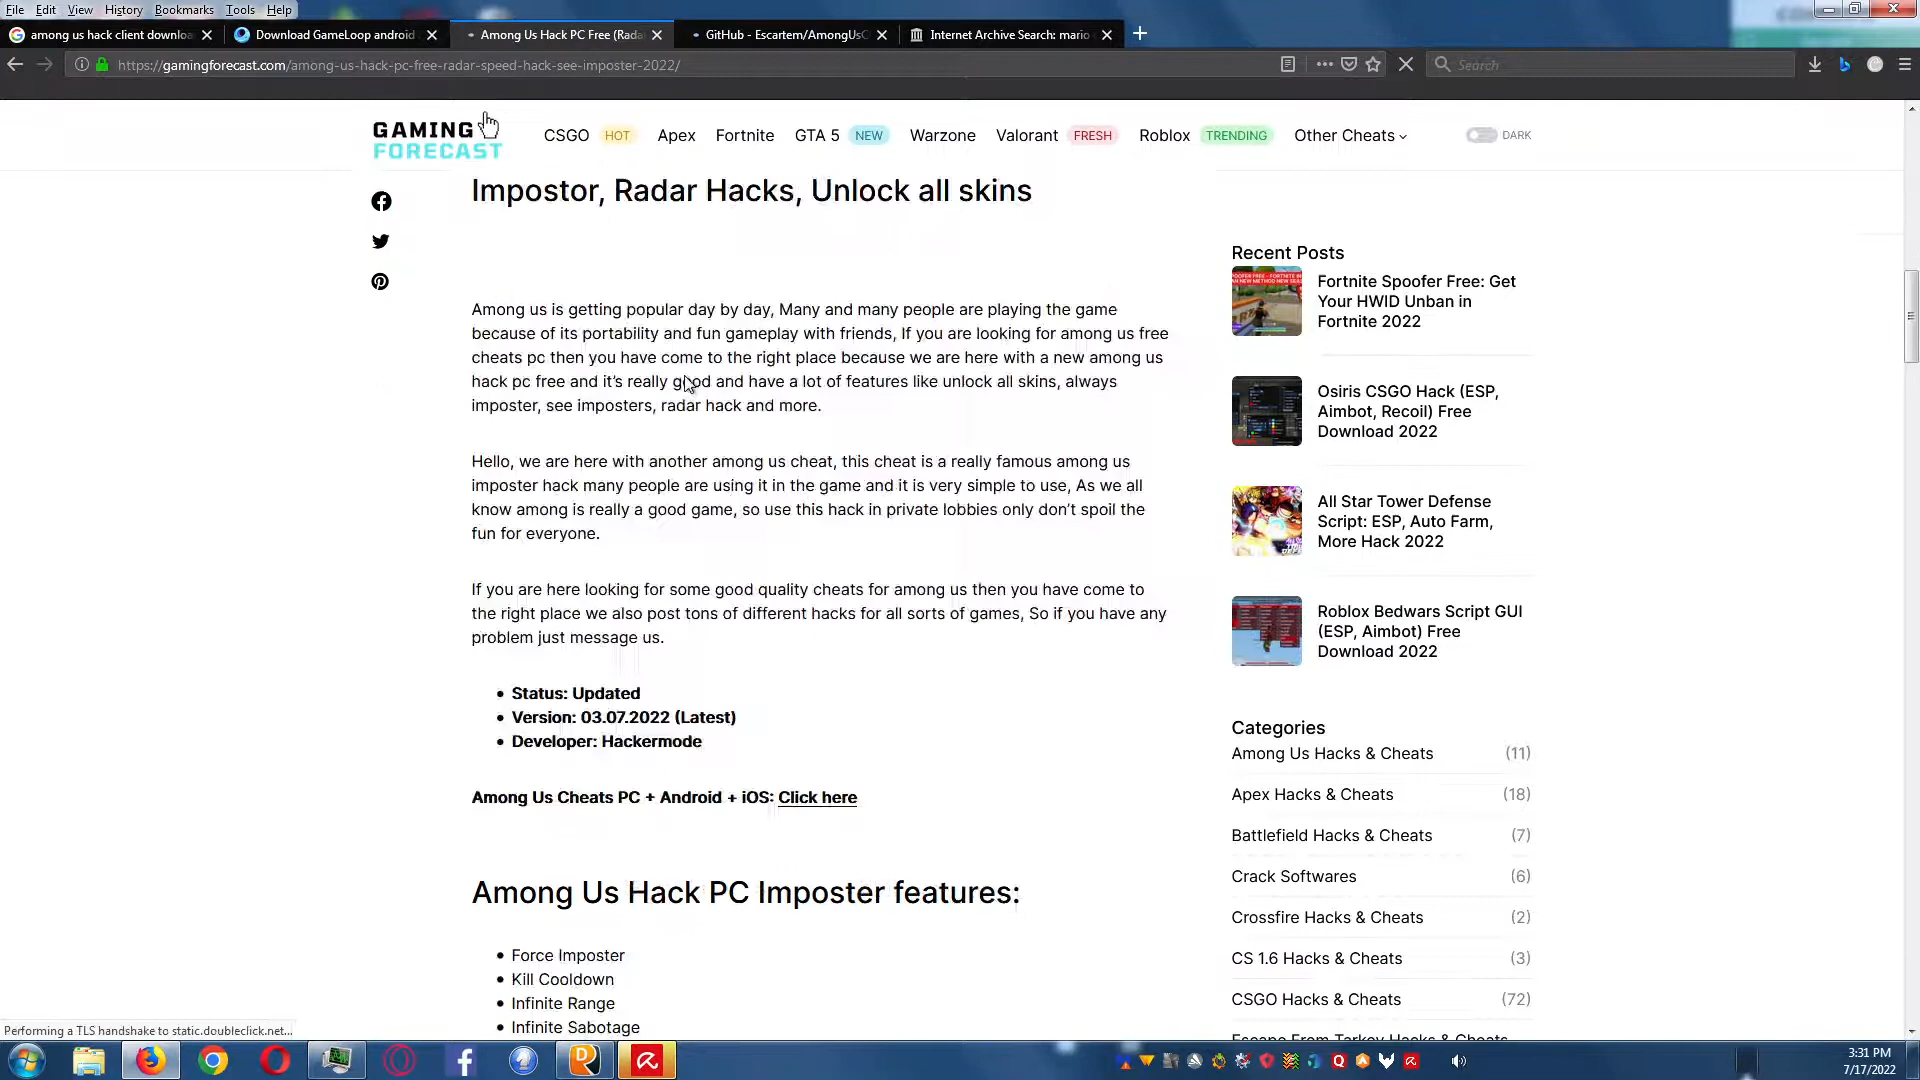 File Edit View History Bookmarks Tools Help
among us hack client downloa
Download GameLoop android
Among Us Hack PC Free (Rada
GitHub - Escartem/AmongUsC
Internet Archive Search: mario
https://gamingforecast.com/among-us-hack-pc-free-radar-speed-hack-see-imposter-2022/
Search
GAMING
FORECAST
CSGO HOT Apex Fortnite GTA 5 NEW Warzone Valorant FRESH Roblox TRENDING Other Cheats DARK
Impostor, Radar Hacks, Unlock all skins
Among us is getting popular day by day, Many and many people are playing the game
because of its portability and fun gameplay with friends, If you are looking for among us free
cheats pc then you have come to the right place because we are here with a new among us
hack pc free and it's really good and have a lot of features like unlock all skins, always
imposter, see imposters, radar hack and more.
Hello, we are here with another among us cheat, this cheat is a really famous among us
imposter hack many people are using it in the game and it is very simple to use, As we all
know among is really a good game, so use this hack in private lobbies only don't spoil the
fun for everyone.
If you are here looking for some good quality cheats for among us then you have come to
the right place we also post tons of different hacks for all sorts of games, So if you have any
problem just message us.
• Status: Updated
• Version: 03.07.2022 (Latest)
• Developer: Hackermode
Among Us Cheats PC + Android + iOS: Click here
Among Us Hack PC Imposter features:
• Force Imposter
• Kill Cooldown
• Infinite Range
• Infinite Sabotage
Recent Posts
Fortnite Spoofer Free: Get
Your HWID Unban in
Fortnite 2022
Osiris CSGO Hack (ESP,
Aimbot, Recoil) Free
Download 2022
All Star Tower Defense
Script: ESP, Auto Farm,
More Hack 2022
Roblox Bedwars Script GUI
(ESP, Aimbot) Free
Download 2022
Categories
Among Us Hacks & Cheats (11)
Apex Hacks & Cheats (18)
Battlefield Hacks & Cheats (7)
Crack Softwares (6)
Crossfire Hacks & Cheats (2)
CS 1.6 Hacks & Cheats (3)
CSGO Hacks & Cheats (72)
Escape From Tarkov Hacks & Cheats
Performing a TLS handshake to static.doubleclick.net...
3:31 PM
7/17/2022